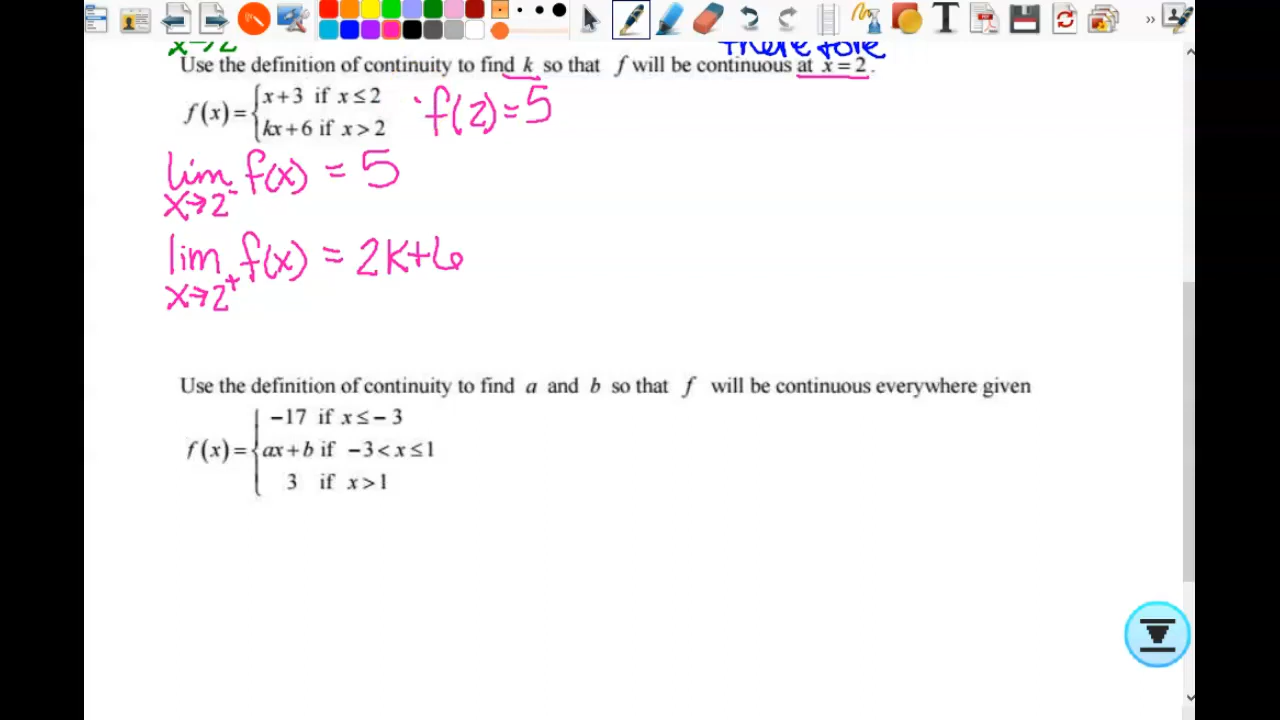 x→2
therefore
Use the definition of continuity to find k so that f will be continuous at x = 2.
f(x) = { x + 3 if x ≤ 2
kx + 6 if x > 2
f(2) = 5
lim x→2⁻ f(x) = 5
lim x→2⁺ f(x) = 2k+6
Use the definition of continuity to find a and b so that f will be continuous everywhere given
-17 if x ≤ -3
f(x) = { ax + b if -3 < x ≤ 1
3 if x > 1